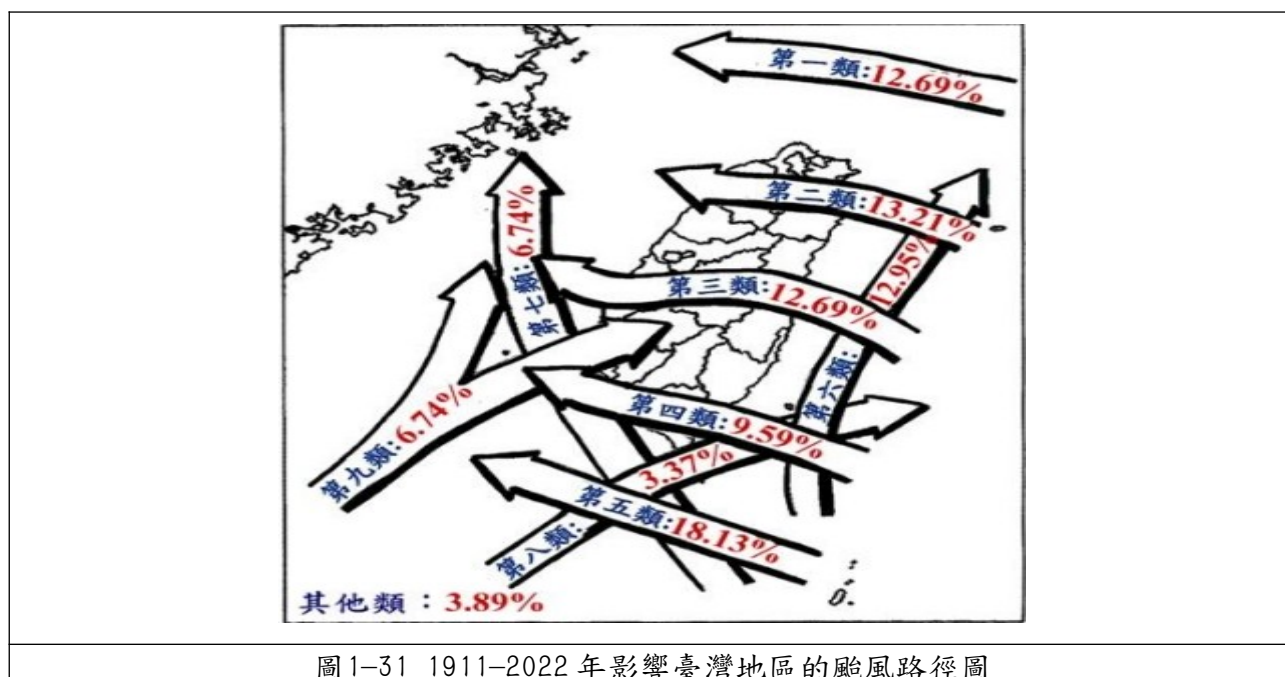 第一類:12.69%
第二類:13.21%
第三類:12.69%
第四類:9.59%
第五類:18.13%
第六類:12.95%
第七類:6.74%
第八類:3.37%
第九類:6.74%
其他類：3.89%
圖1-31 1911-2022年影響臺灣地區的颱風路徑圖